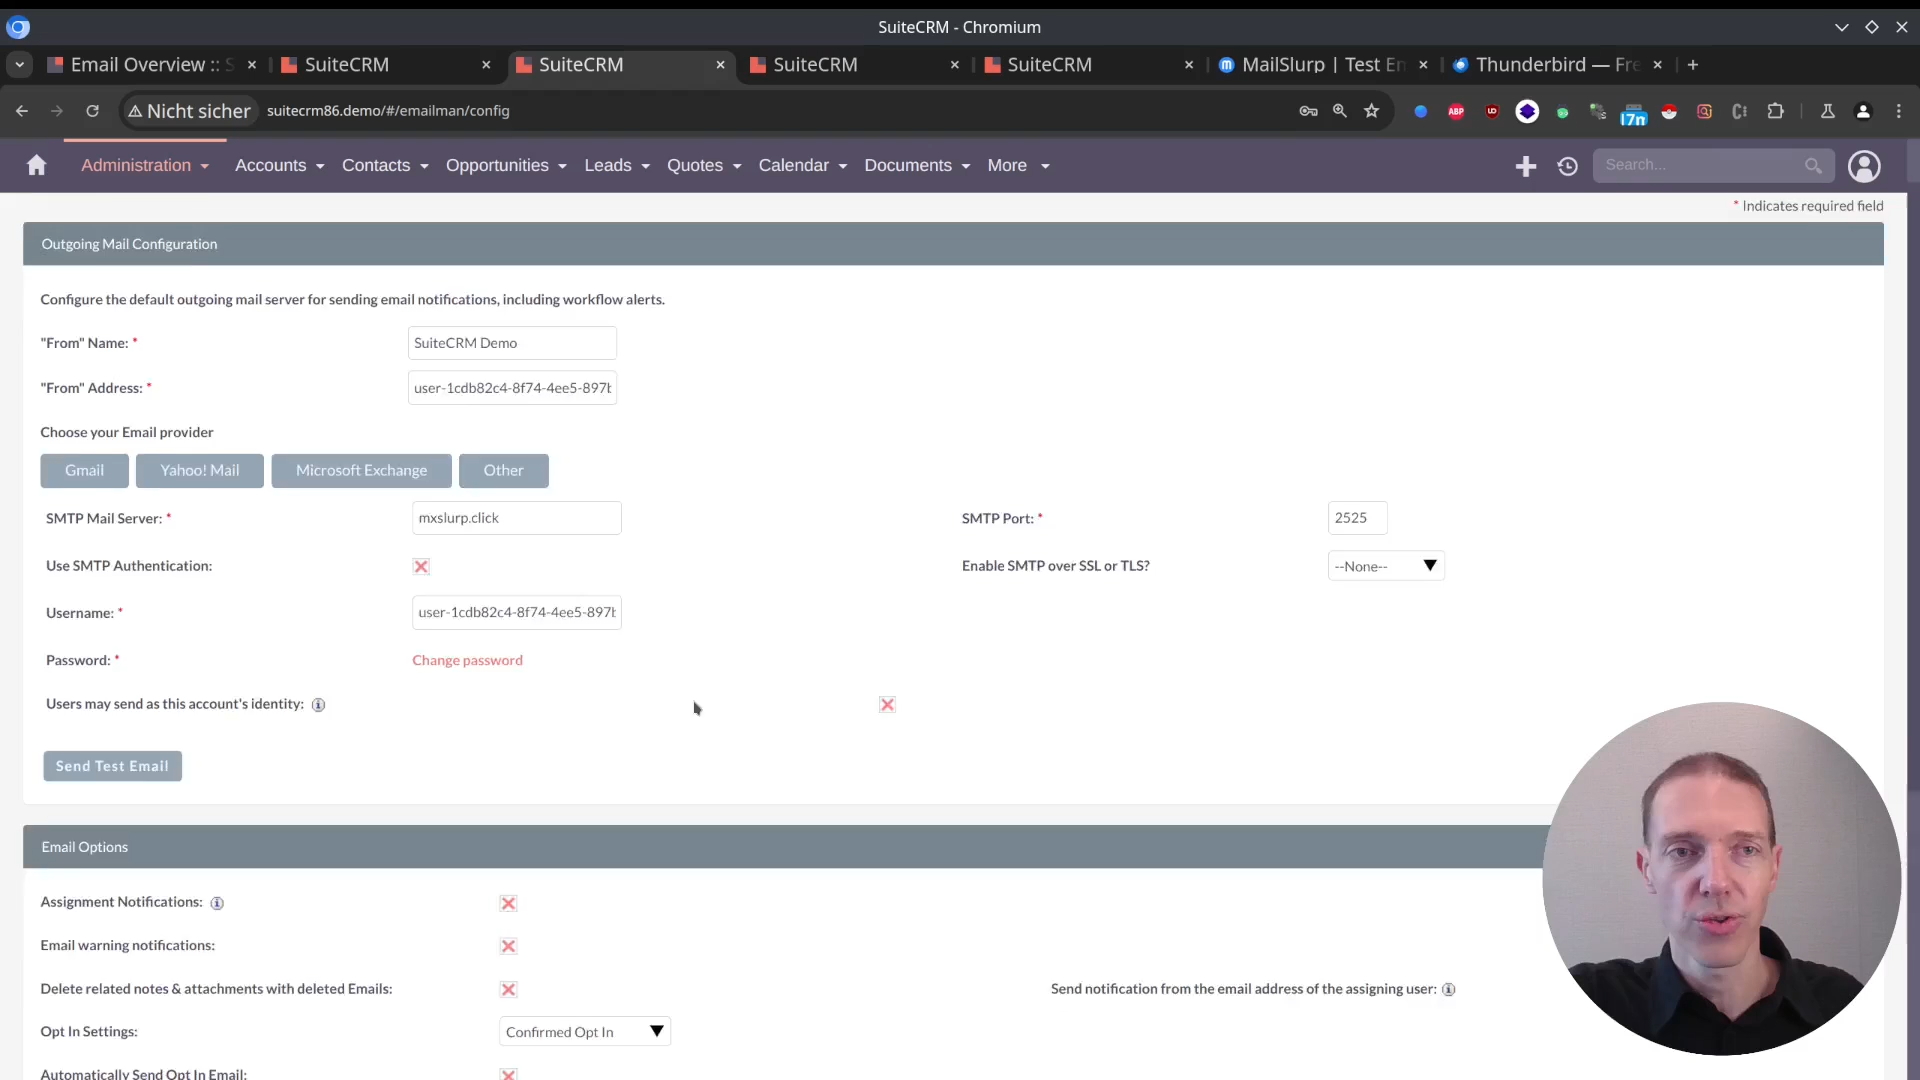 SuiteCRM - Chromium
Email Overview :: S
SuiteCRM
SuiteCRM
SuiteCRM
SuiteCRM
MailSlurp | Test En
Thunderbird — Fre
Nicht sicher
suitecrm86.demo/#/emailman/config
ABP
17n
Administration
Accounts
Contacts
Opportunities
Leads
Quotes
Calendar
Documents
More
Search...
* Indicates required field
Outgoing Mail Configuration
Configure the default outgoing mail server for sending email notifications, including workflow alerts.
"From" Name: *
SuiteCRM Demo
"From" Address: *
user-1cdb82c4-8f74-4ee5-897b
Choose your Email provider
Gmail
Yahoo! Mail
Microsoft Exchange
Other
SMTP Mail Server: *
mxslurp.click
SMTP Port: *
2525
Use SMTP Authentication:
Enable SMTP over SSL or TLS?
--None--
Username: *
user-1cdb82c4-8f74-4ee5-897b
Password: *
Change password
Users may send as this account's identity:
Send Test Email
Email Options
Assignment Notifications:
Email warning notifications:
Delete related notes & attachments with deleted Emails:
Send notification from the email address of the assigning user:
Opt In Settings:
Confirmed Opt In
Automatically Send Opt In Email: